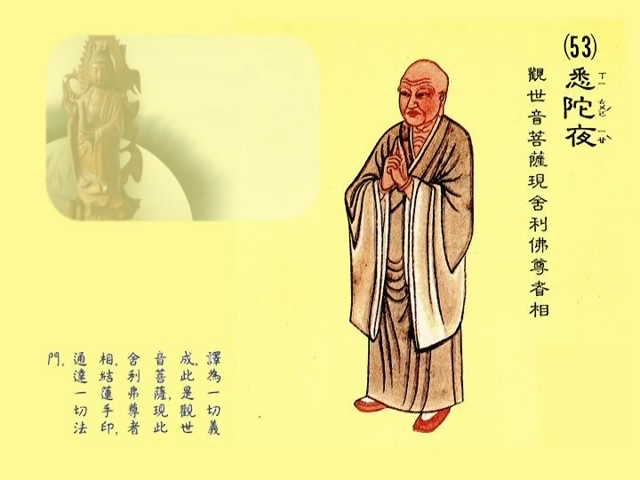 (53)
悉陀夜
觀世音菩薩現舍利佛尊者相
譯為一切義
成,此是觀世
音菩薩,現此
舍利弗尊者
相,結蓮手印,
通達一切法
門。